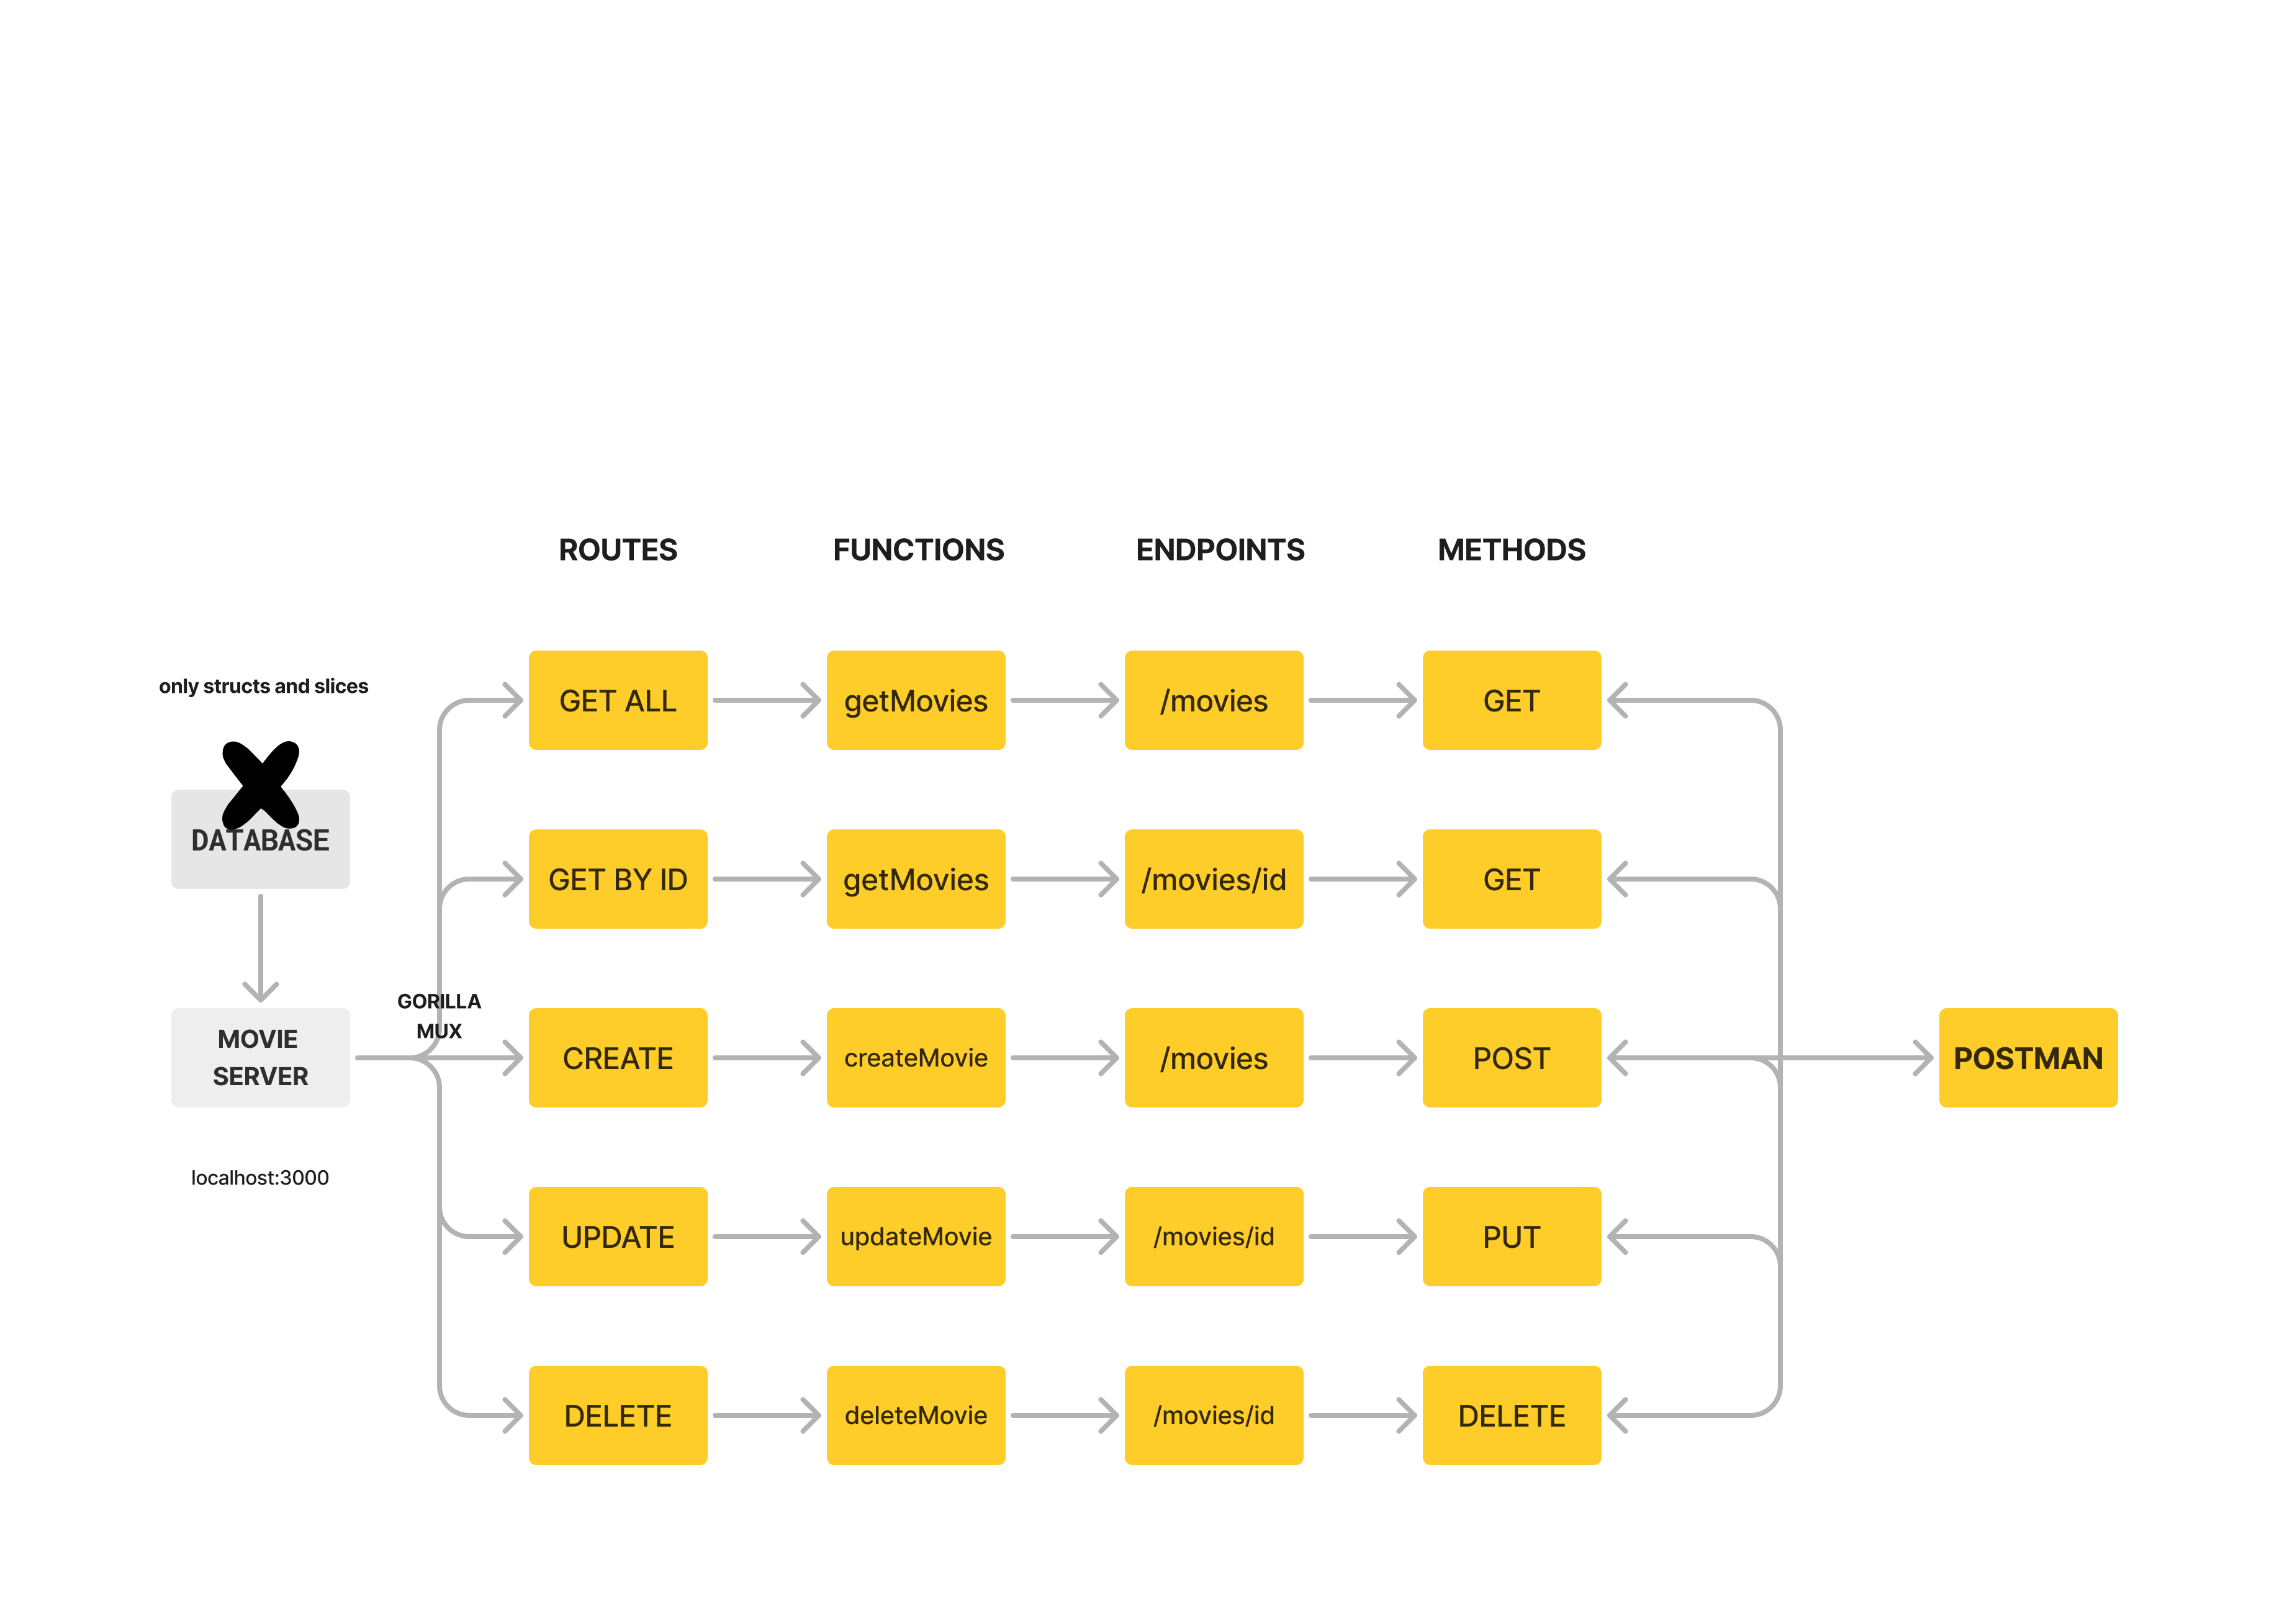 ROUTES
FUNCTIONS
ENDPOINTS
METHODS
only structs and slices
DATABASE
MOVIE
SERVER
localhost:3000
GORILLA
MUX
GET ALL
getMovies
/movies
GET
GET BY ID
getMovies
/movies/id
GET
CREATE
createMovie
/movies
POST
UPDATE
updateMovie
/movies/id
PUT
DELETE
deleteMovie
/movies/id
DELETE
POSTMAN